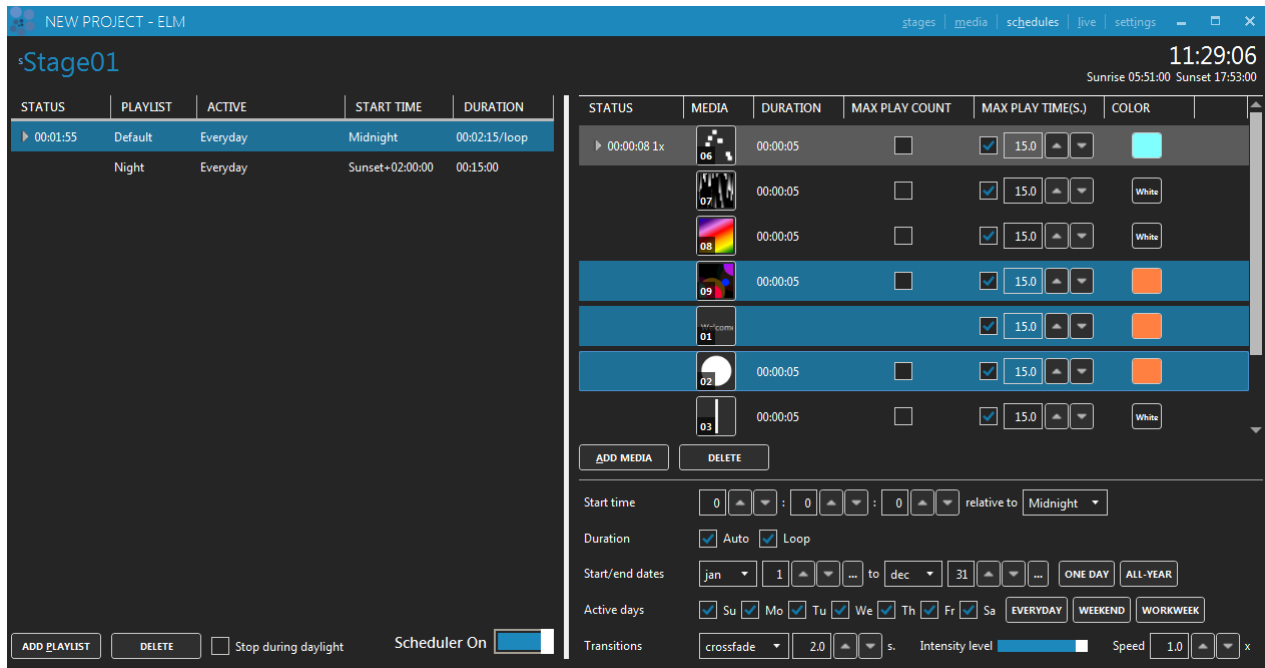 NEW PROJECT - ELM stages | media | schedules | live | settings
sStage01
11:29:06
Sunrise 05:51:00 Sunset 17:53:00
STATUS PLAYLIST ACTIVE START TIME DURATION
00:01:55 Default Everyday Midnight 00:02:15/loop
Night Everyday Sunset+02:00:00 00:15:00
STATUS MEDIA DURATION MAX PLAY COUNT MAX PLAY TIME(S.) COLOR
00:00:08 1x 06 00:00:05 15.0
07 00:00:05 15.0 White
08 00:00:05 15.0 White
09 00:00:05 15.0
Welcome 01 15.0
02 00:00:05 15.0
03 00:00:05 15.0 White
ADD MEDIA DELETE
Start time 0 : 0 : 0 relative to Midnight
Duration Auto Loop
Start/end dates jan 1 ... to dec 31 ... ONE DAY ALL-YEAR
Active days Su Mo Tu We Th Fr Sa EVERYDAY WEEKEND WORKWEEK
Transitions crossfade 2.0 s. Intensity level Speed 1.0 x
ADD PLAYLIST DELETE Stop during daylight Scheduler On